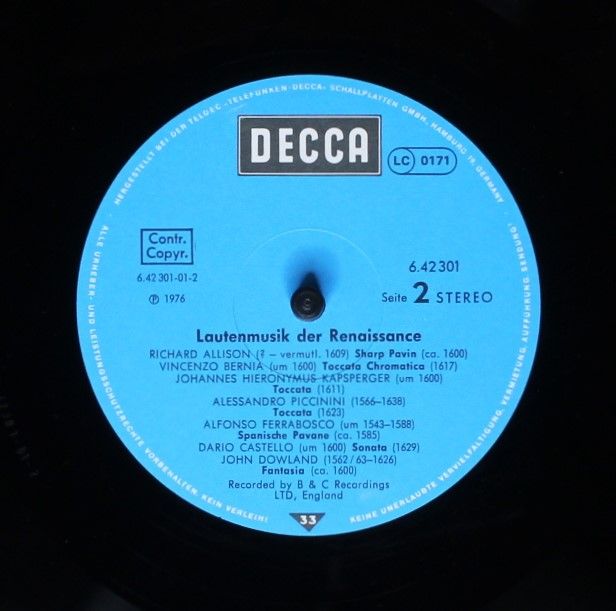 HERGESTELLT BEI DER TELDEC »TELEFUNKEN-DECCA« SCHALLPLATTEN GMBH, HAMBURG 19 GERMANY
DECCA
LC 0171
Contr.
Copyr.
6.42 301-01-2
Ⓟ 1976
6.42 301
Seite 2 STEREO
Lautenmusik der Renaissance
RICHARD ALLISON (? – vermutl. 1609) Sharp Pavin (ca. 1600)
VINCENZO BERNIA (um 1600) Toccata Chromatica (1617)
JOHANNES HIERONYMUS KAPSPERGER (um 1600)
Toccata (1611)
ALESSANDRO PICCININI (1566–1638)
Toccata (1623)
ALFONSO FERRABOSCO (um 1543–1588)
Spanische Pavane (ca. 1585)
DARIO CASTELLO (um 1600) Sonata (1629)
JOHN DOWLAND (1562/63–1626)
Fantasia (ca. 1600)
Recorded by B & C Recordings
LTD, England
33
ALLE URHEBER- UND LEISTUNGSSCHUTZRECHTE VORBEHALTEN. KEIN VERLEIH!
KEINE UNERLAUBTE VERVIELFÄLTIGUNG, VERMIETUNG, AUFFÜHRUNG, SENDUNG!